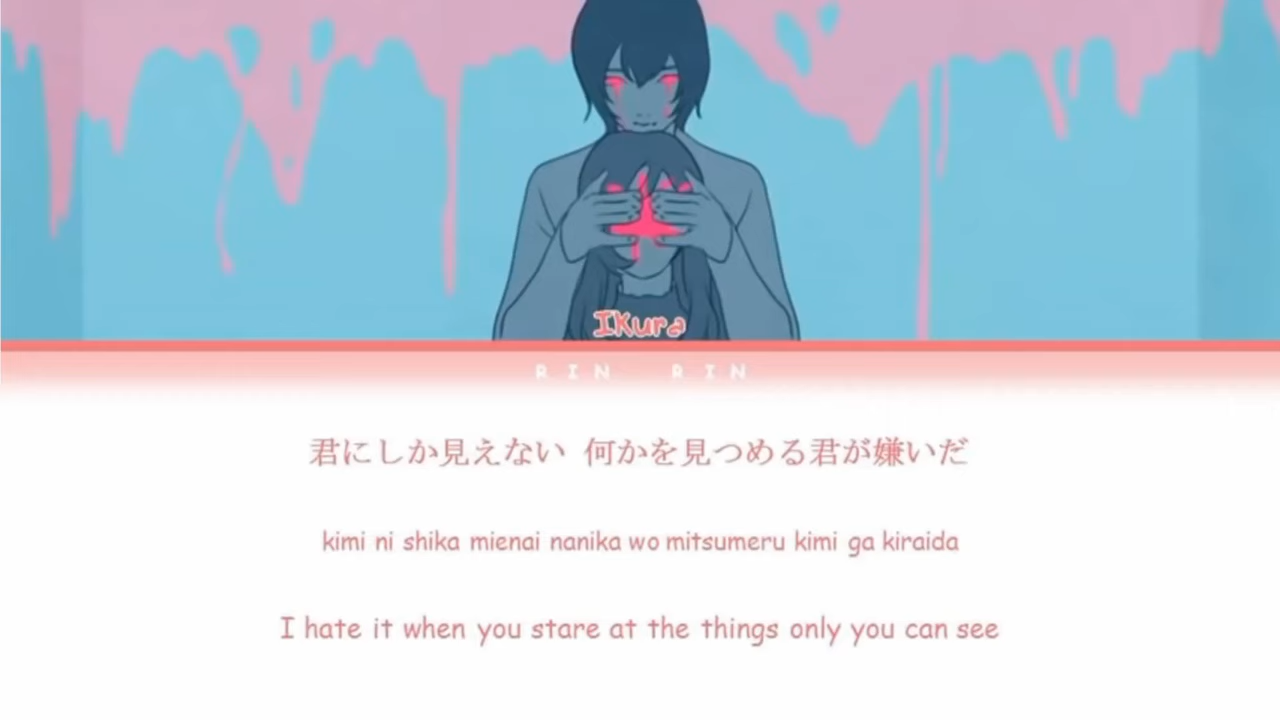 IKura
RIN RIN
君にしか見えない 何かを見つめる君が嫌いだ
kimi ni shika mienai nanika wo mitsumeru kimi ga kiraida
I hate it when you stare at the things only you can see